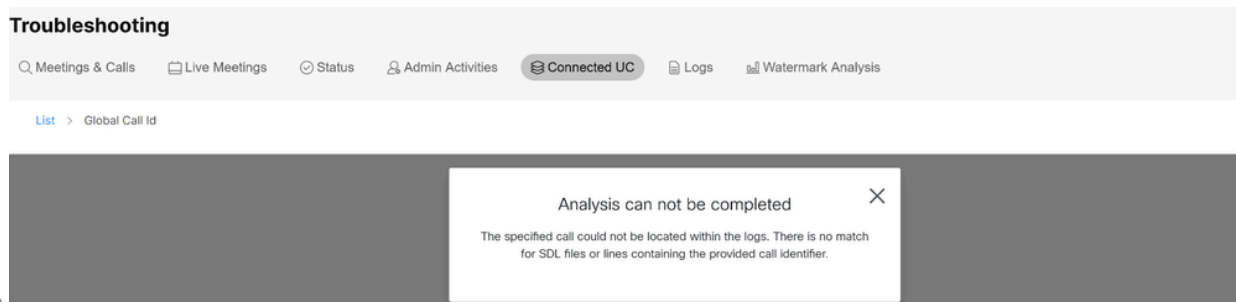 Troubleshooting
Meetings & Calls Live Meetings Status Admin Activities Connected UC Logs Watermark Analysis
List > Global Call Id
Analysis can not be completed
The specified call could not be located within the logs. There is no match
for SDL files or lines containing the provided call identifier.